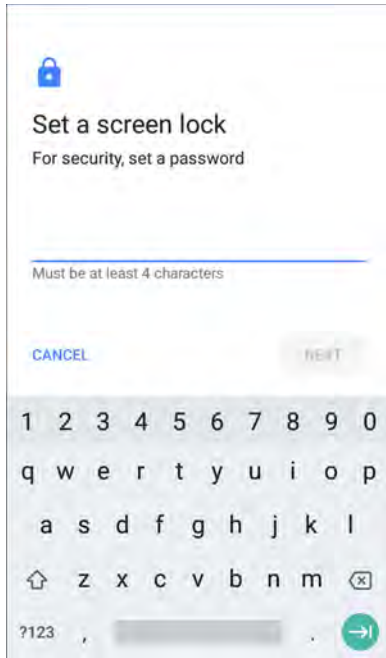 Set a screen lock
For security, set a password
Must be at least 4 characters
CANCEL NEXT
1 2 3 4 5 6 7 8 9 0
q w e r t y u i o p
a s d f g h j k l
z x c v b n m
?123 , .